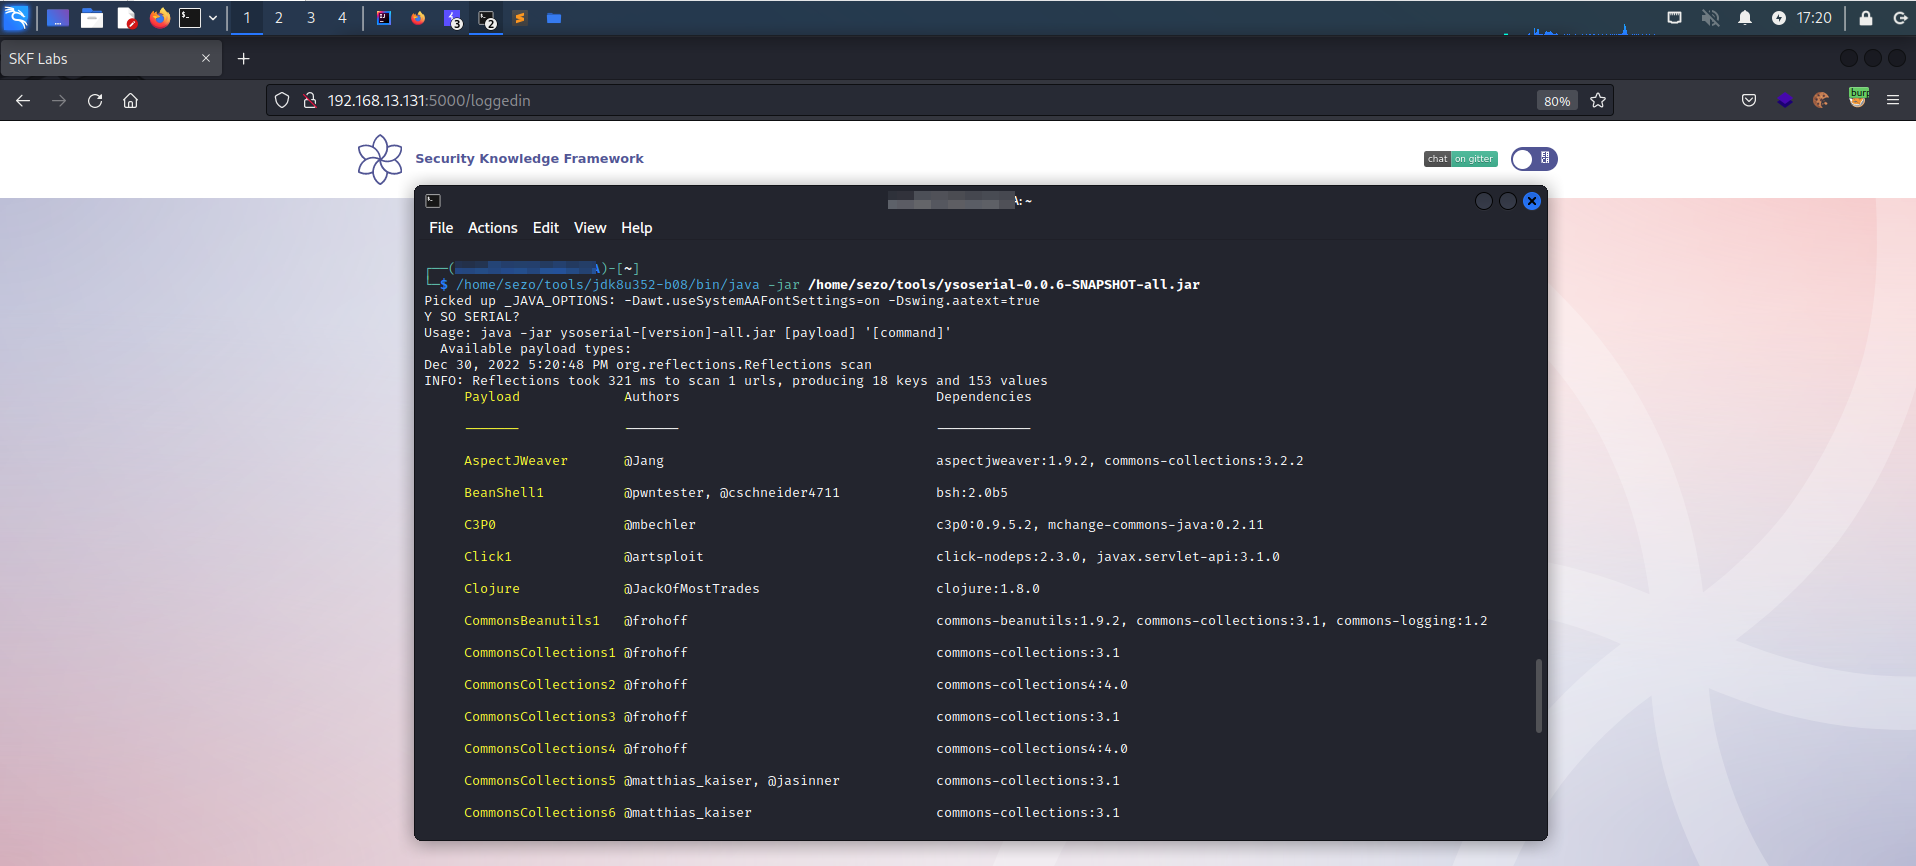 1 2 3 4 3 2 17:20
SKF Labs
192.168.13.131:5000/loggedin 80% burp
Security Knowledge Framework chat on gitter
A: ~
File Actions Edit View Help
┌──( A)-[~]
└─$ /home/sezo/tools/jdk8u352-b08/bin/java -jar /home/sezo/tools/ysoserial-0.0.6-SNAPSHOT-all.jar
Picked up _JAVA_OPTIONS: -Dawt.useSystemAAFontSettings=on -Dswing.aatext=true
Y SO SERIAL?
Usage: java -jar ysoserial-[version]-all.jar [payload] '[command]'
Available payload types:
Dec 30, 2022 5:20:48 PM org.reflections.Reflections scan
INFO: Reflections took 321 ms to scan 1 urls, producing 18 keys and 153 values
Payload Authors Dependencies
AspectJWeaver @Jang aspectjweaver:1.9.2, commons-collections:3.2.2
BeanShell1 @pwntester, @cschneider4711 bsh:2.0b5
C3P0 @mbechler c3p0:0.9.5.2, mchange-commons-java:0.2.11
Click1 @artsploit click-nodeps:2.3.0, javax.servlet-api:3.1.0
Clojure @JackOfMostTrades clojure:1.8.0
CommonsBeanutils1 @frohoff commons-beanutils:1.9.2, commons-collections:3.1, commons-logging:1.2
CommonsCollections1 @frohoff commons-collections:3.1
CommonsCollections2 @frohoff commons-collections4:4.0
CommonsCollections3 @frohoff commons-collections:3.1
CommonsCollections4 @frohoff commons-collections4:4.0
CommonsCollections5 @matthias_kaiser, @jasinner commons-collections:3.1
CommonsCollections6 @matthias_kaiser commons-collections:3.1